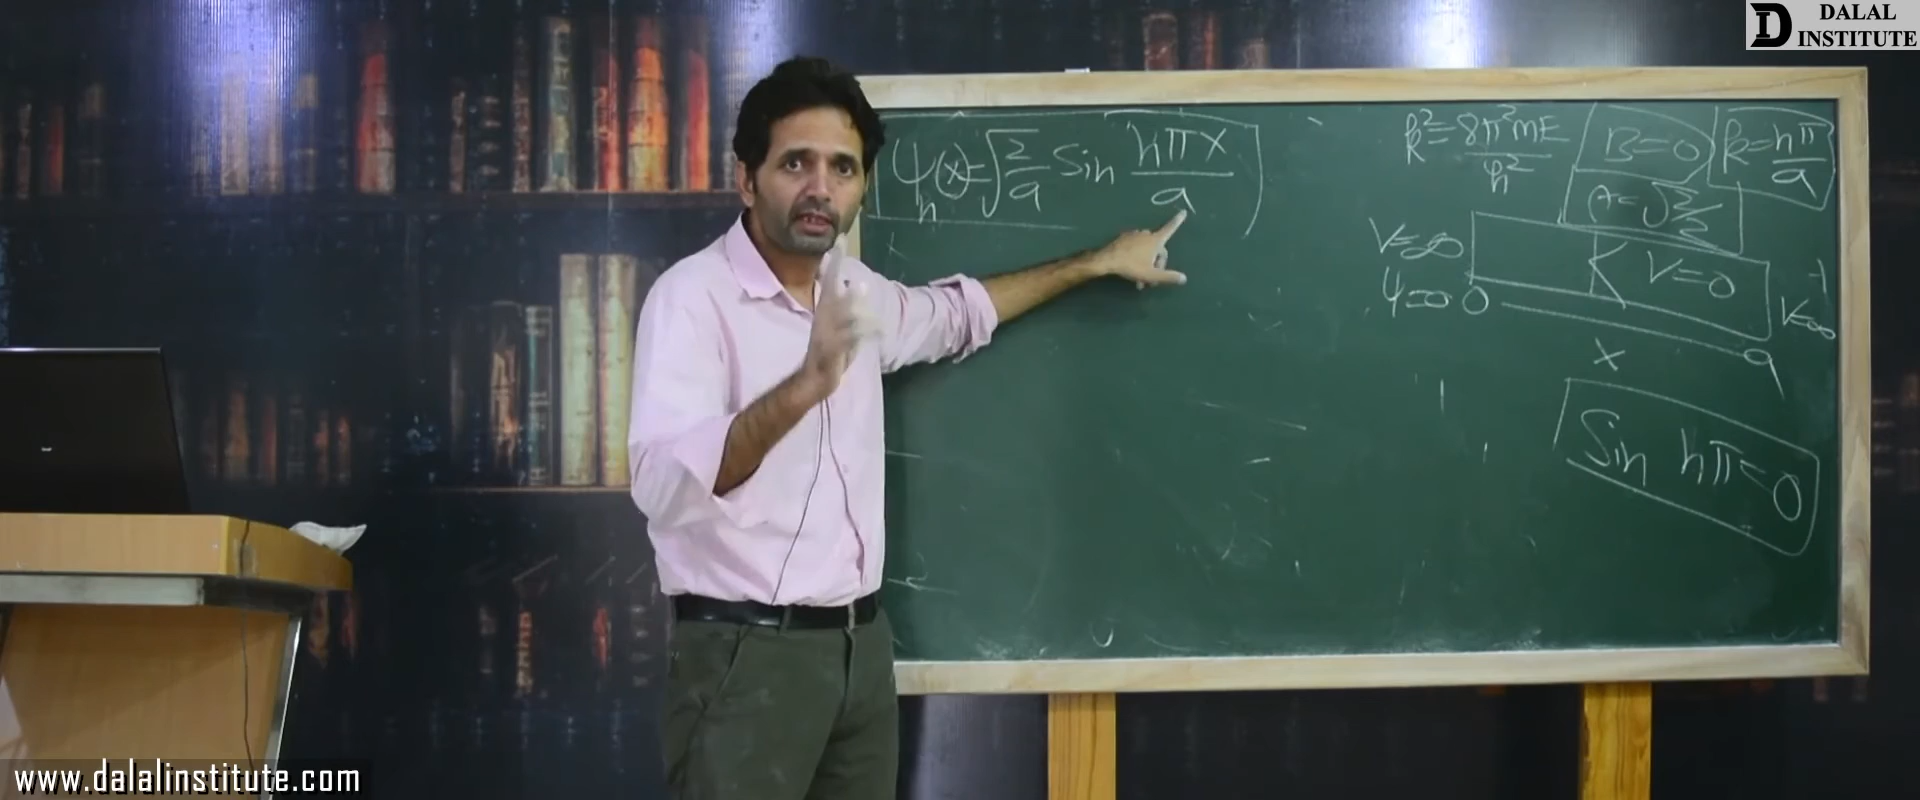 DALAL
INSTITUTE
ψn(x)=√2/a Sin nπx/a
k²=8π²mE/h²
B=0
k=nπ/a
A=√2/a
V=∞
ψ=0
0
V=0
V=∞
x
a
Sin nπ=0
www.dalalinstitute.com